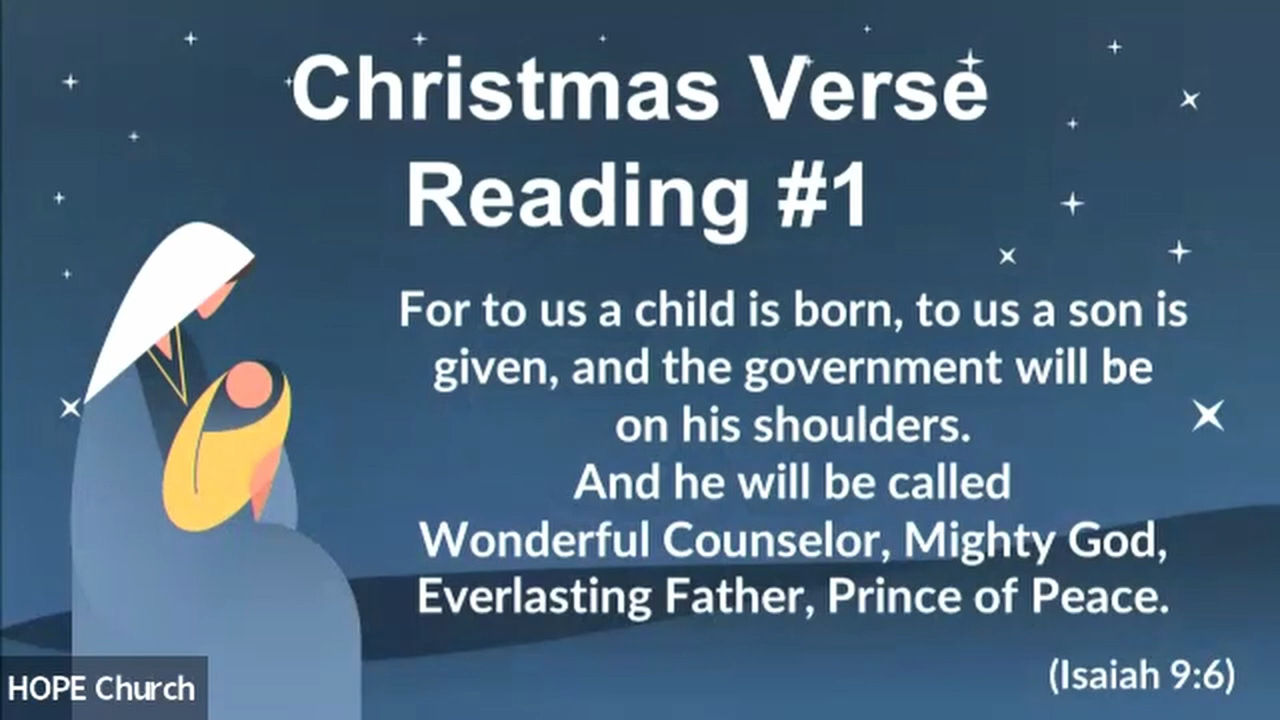 Christmas Verse
Reading #1
For to us a child is born, to us a son is
given, and the government will be
on his shoulders.
And he will be called
Wonderful Counselor, Mighty God,
Everlasting Father, Prince of Peace.
(Isaiah 9:6)
HOPE Church